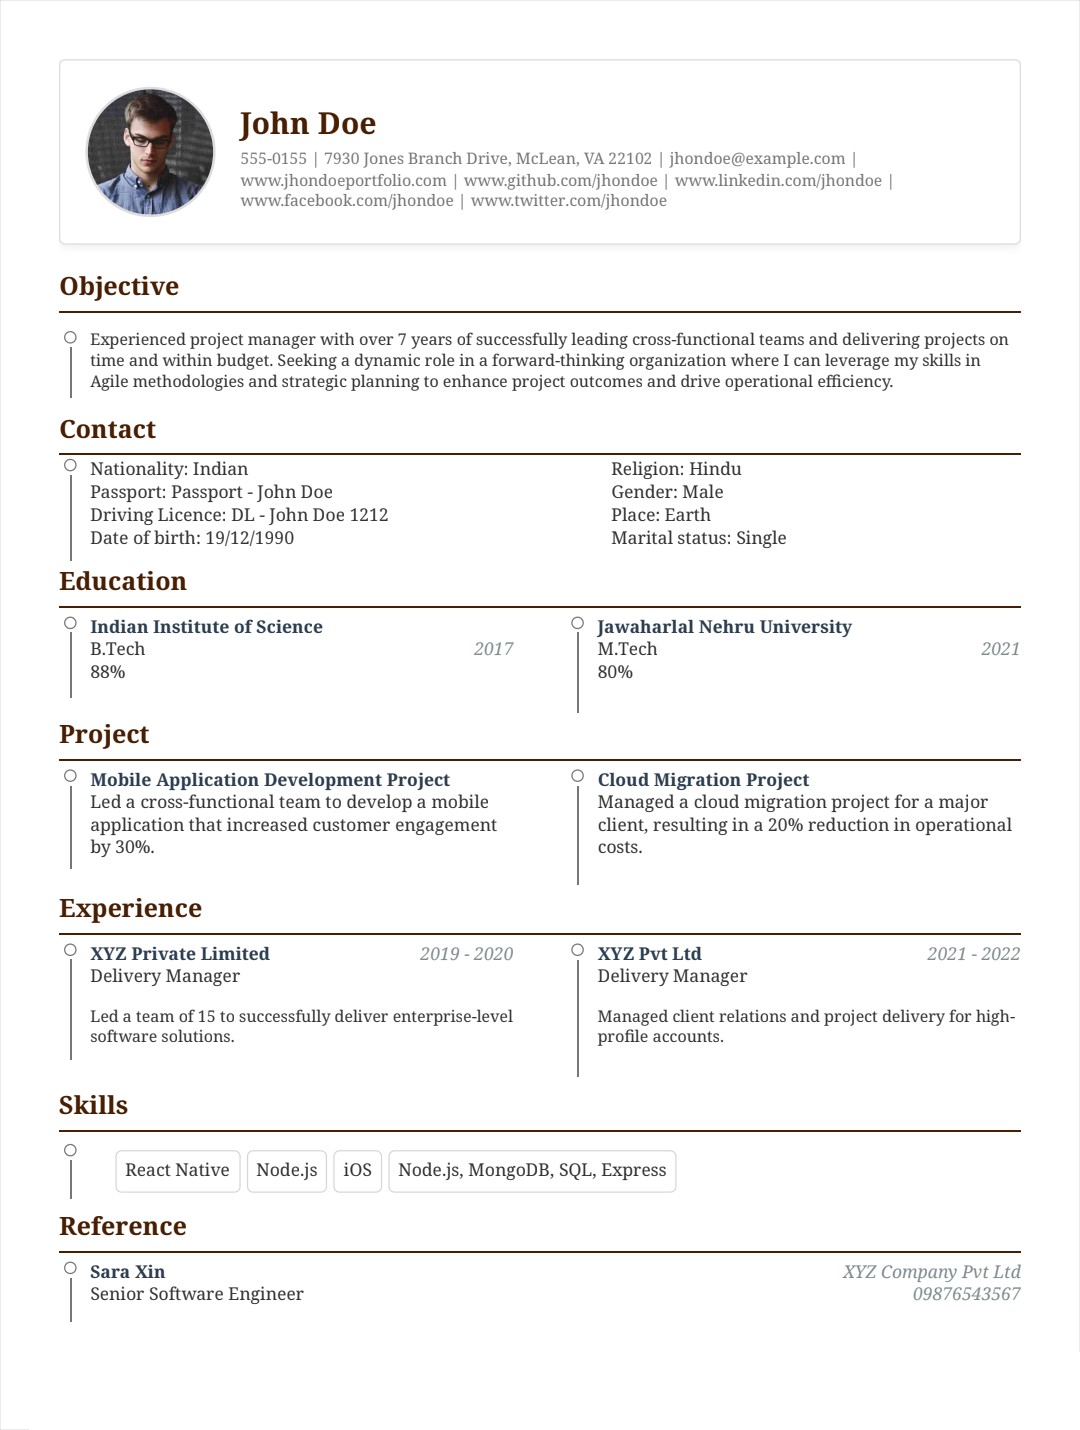 John Doe
555-0155 | 7930 Jones Branch Drive, McLean, VA 22102 | jhondoe@example.com |
www.jhondoeportfolio.com | www.github.com/jhondoe | www.linkedin.com/jhondoe |
www.facebook.com/jhondoe | www.twitter.com/jhondoe
Objective
Experienced project manager with over 7 years of successfully leading cross-functional teams and delivering projects on
time and within budget. Seeking a dynamic role in a forward-thinking organization where I can leverage my skills in
Agile methodologies and strategic planning to enhance project outcomes and drive operational efficiency.
Contact
Nationality: Indian
Passport: Passport - John Doe
Driving Licence: DL - John Doe 1212
Date of birth: 19/12/1990
Religion: Hindu
Gender: Male
Place: Earth
Marital status: Single
Education
Indian Institute of Science
B.Tech 2017
88%
Jawaharlal Nehru University
M.Tech 2021
80%
Project
Mobile Application Development Project
Led a cross-functional team to develop a mobile
application that increased customer engagement
by 30%.
Cloud Migration Project
Managed a cloud migration project for a major
client, resulting in a 20% reduction in operational
costs.
Experience
XYZ Private Limited 2019 - 2020
Delivery Manager
Led a team of 15 to successfully deliver enterprise-level
software solutions.
XYZ Pvt Ltd 2021 - 2022
Delivery Manager
Managed client relations and project delivery for high-
profile accounts.
Skills
React Native Node.js iOS Node.js, MongoDB, SQL, Express
Reference
Sara Xin XYZ Company Pvt Ltd
Senior Software Engineer 09876543567